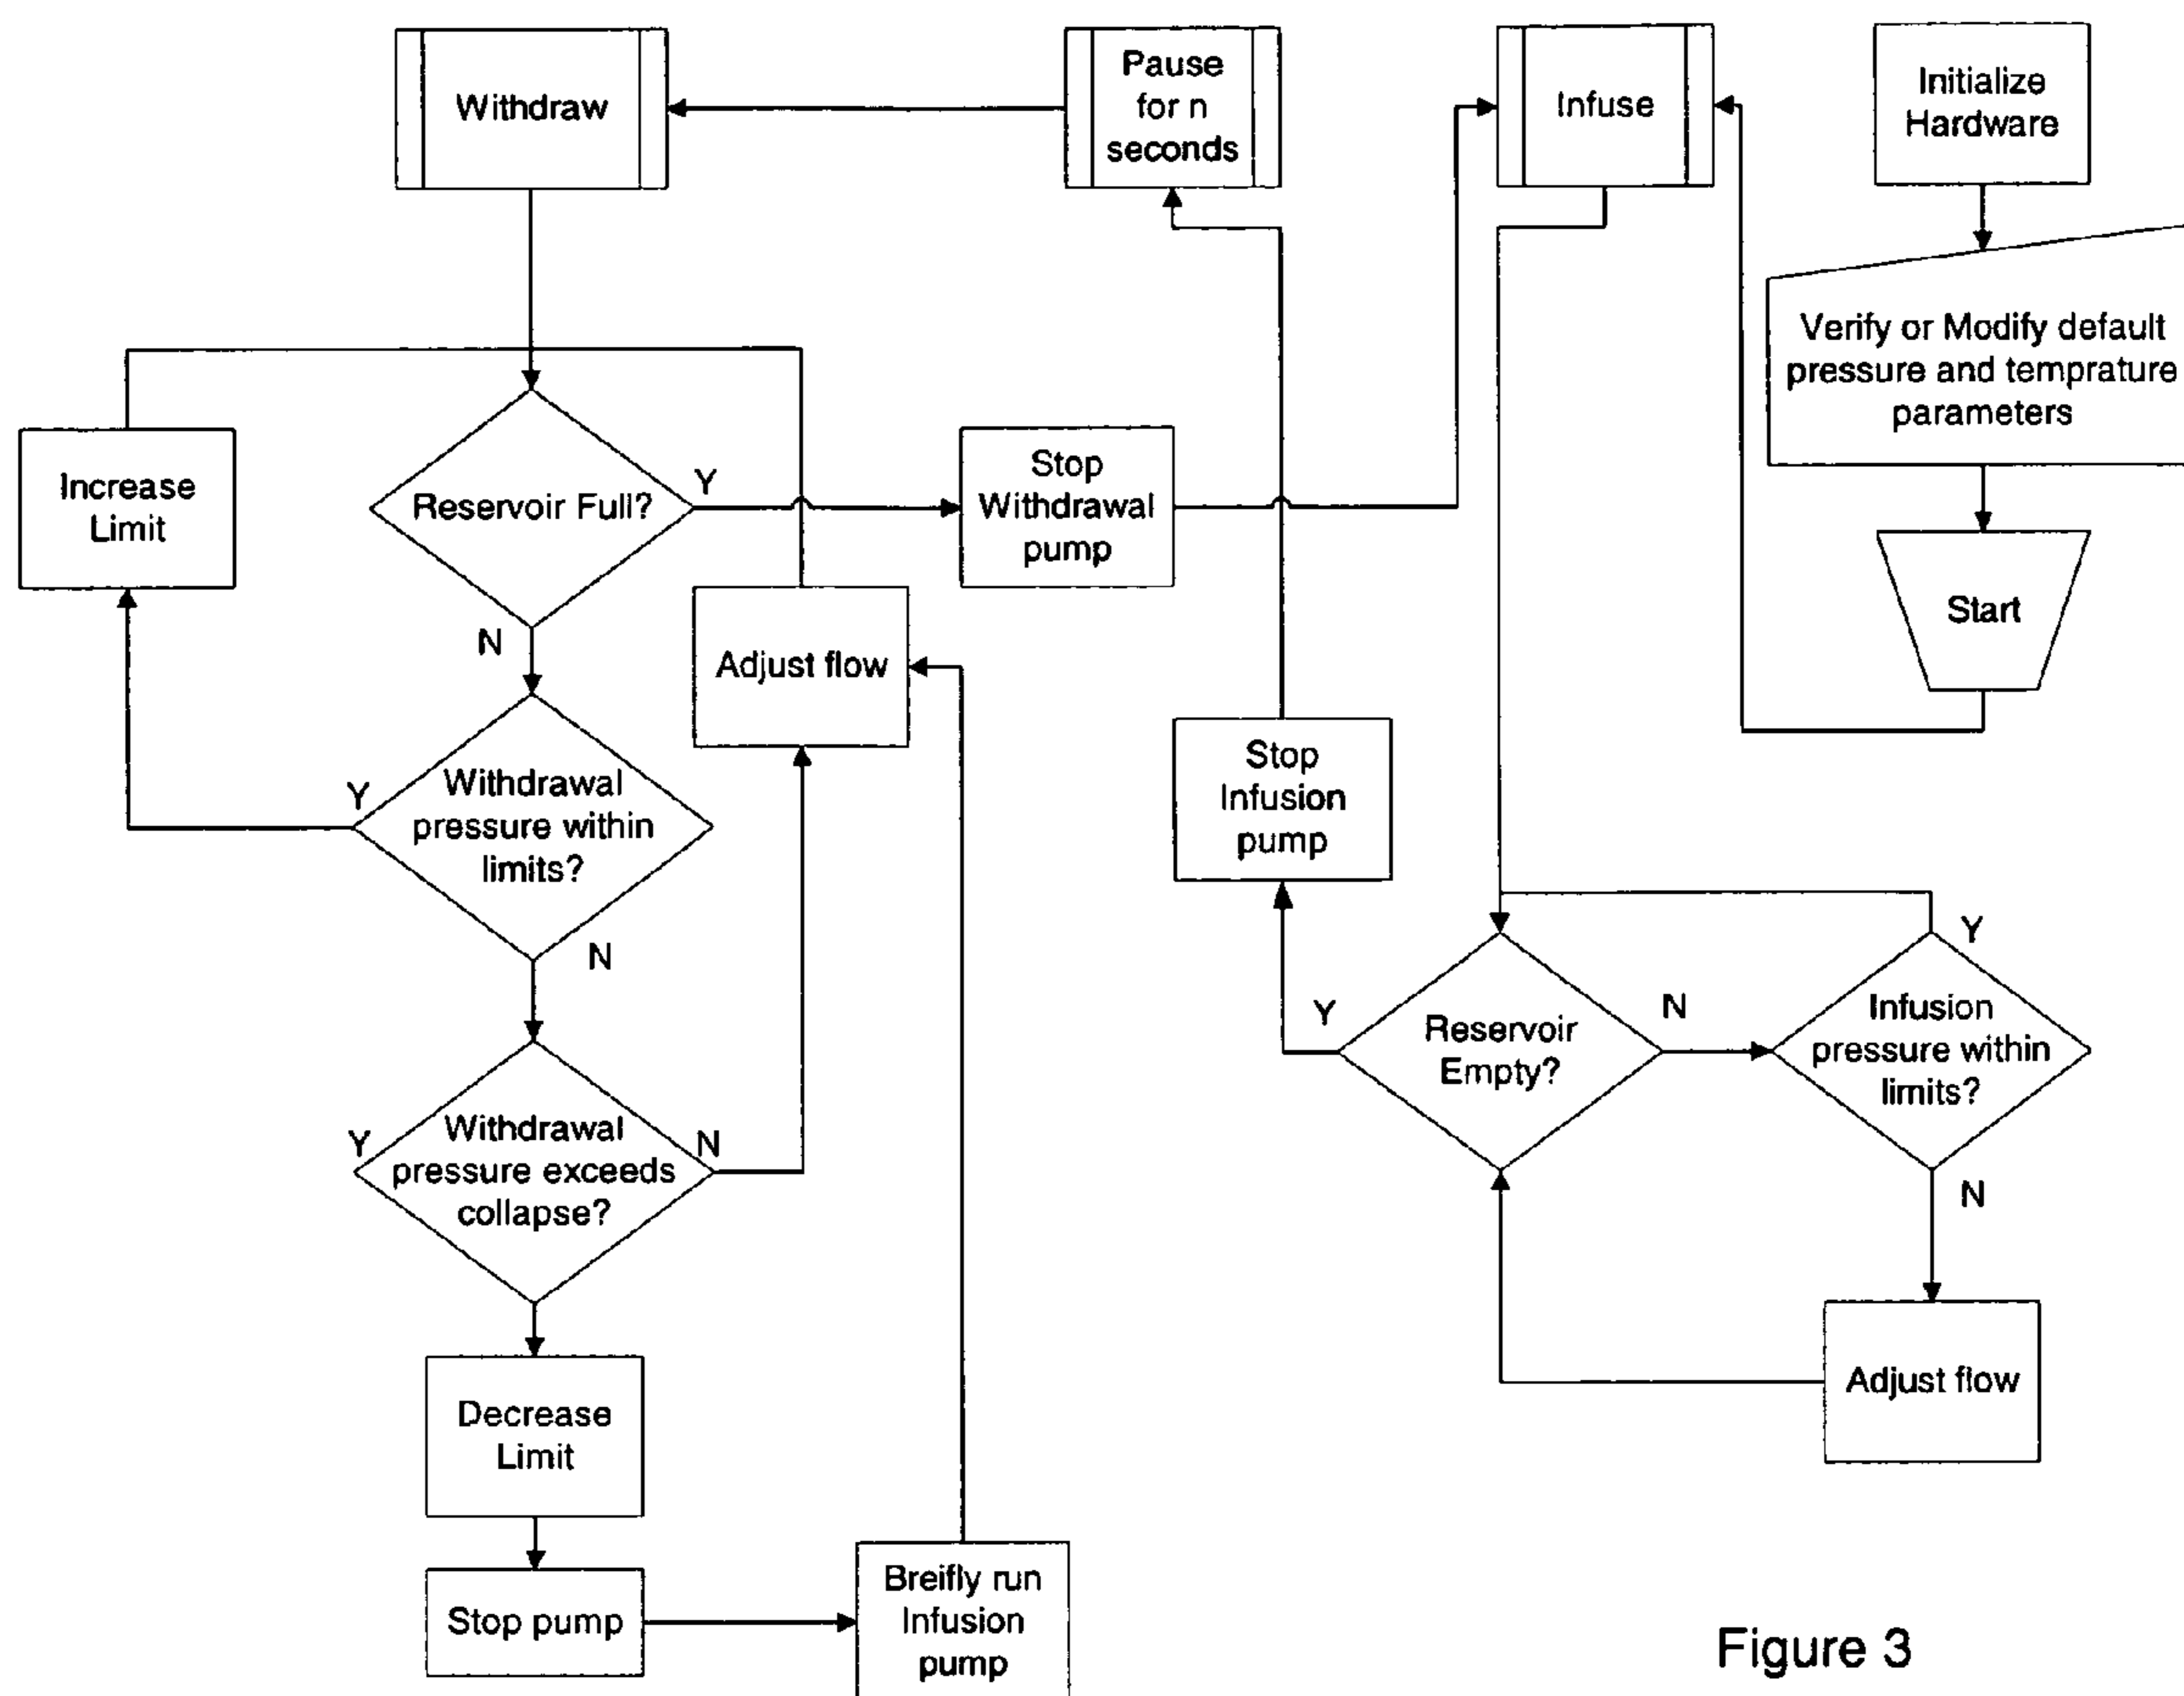 Withdraw
Pause
for n
seconds
Infuse
Initialize
Hardware
Verify or Modify default
pressure and temprature
parameters
Start
Increase
Limit
Reservoir Full?
Y
N
Stop
Withdrawal
pump
Adjust flow
Withdrawal
pressure within
limits?
Y
N
Stop
Infusion
pump
Withdrawal
pressure exceeds
collapse?
Y
N
Reservoir
Empty?
Y
N
Infusion
pressure within
limits?
Y
N
Adjust flow
Decrease
Limit
Stop pump
Breifly run
Infusion
pump
Figure 3